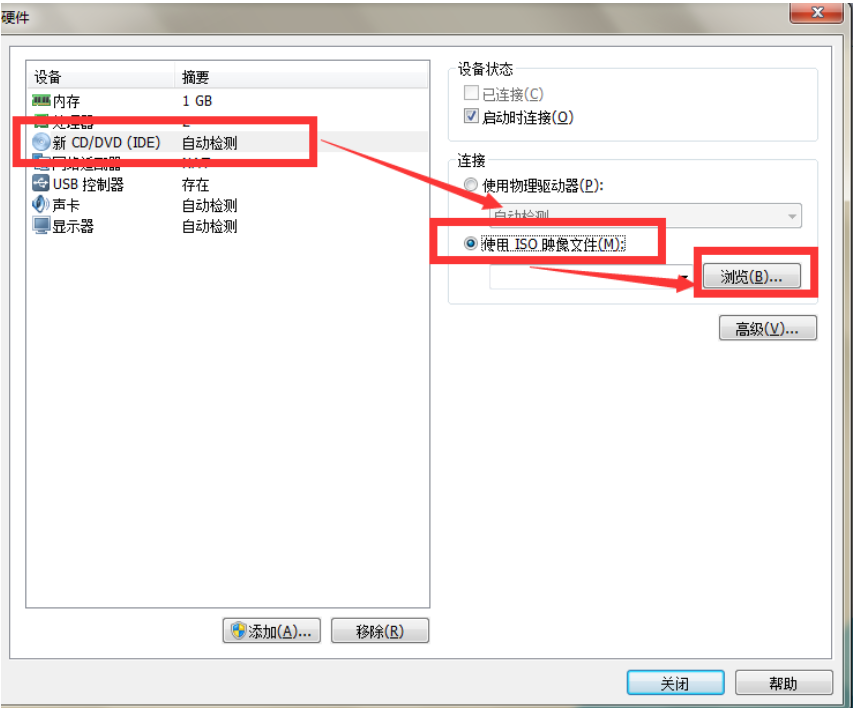 硬件
设备 摘要
内存 1 GB
处理器
新 CD/DVD (IDE) 自动检测
网络适配器 NAT
USB 控制器 存在
声卡 自动检测
显示器 自动检测
添加(A)... 移除(R)
设备状态
已连接(C)
启动时连接(O)
连接
使用物理驱动器(P):
自动检测
使用 ISO 映像文件(M):
浏览(B)...
高级(V)...
关闭 帮助